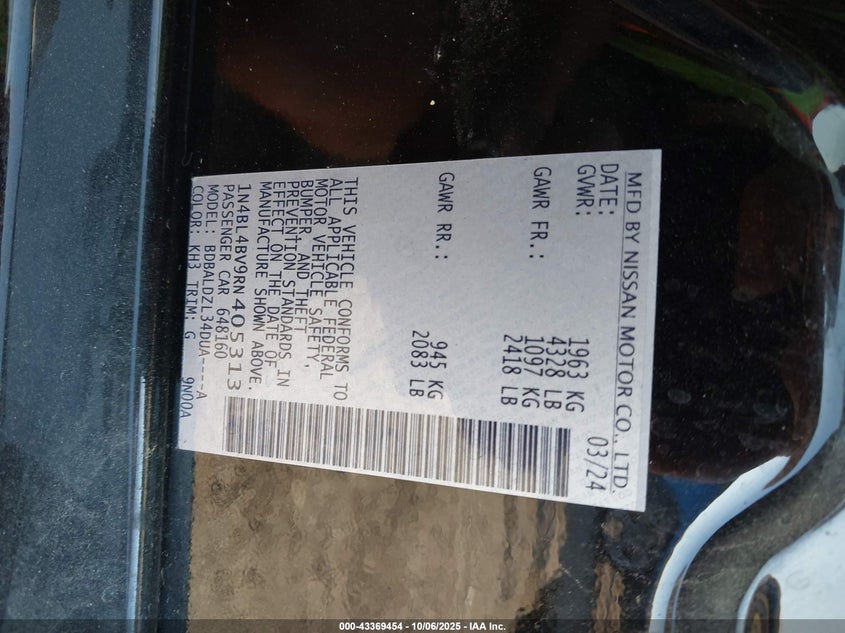 MFD BY NISSAN MOTOR CO., LTD.
DATE: 03/24
GVWR: 1963 KG
4328 LB
GAWR FR.: 1097 KG
2418 LB
GAWR RR.: 945 KG
2083 LB
THIS VEHICLE CONFORMS TO
ALL APPLICABLE FEDERAL
MOTOR VEHICLE SAFETY,
BUMPER, AND THEFT
PREVENTION STANDARDS IN
EFFECT ON THE DATE OF
MANUFACTURE SHOWN ABOVE.
1N4BL4BV9RN405313
PASSENGER CAR 648160
MODEL: BDBALDZL34DUA----A
COLOR: KH3 TRIM: G 9N00A
000-43369454 - 10/06/2025 - IAA Inc.